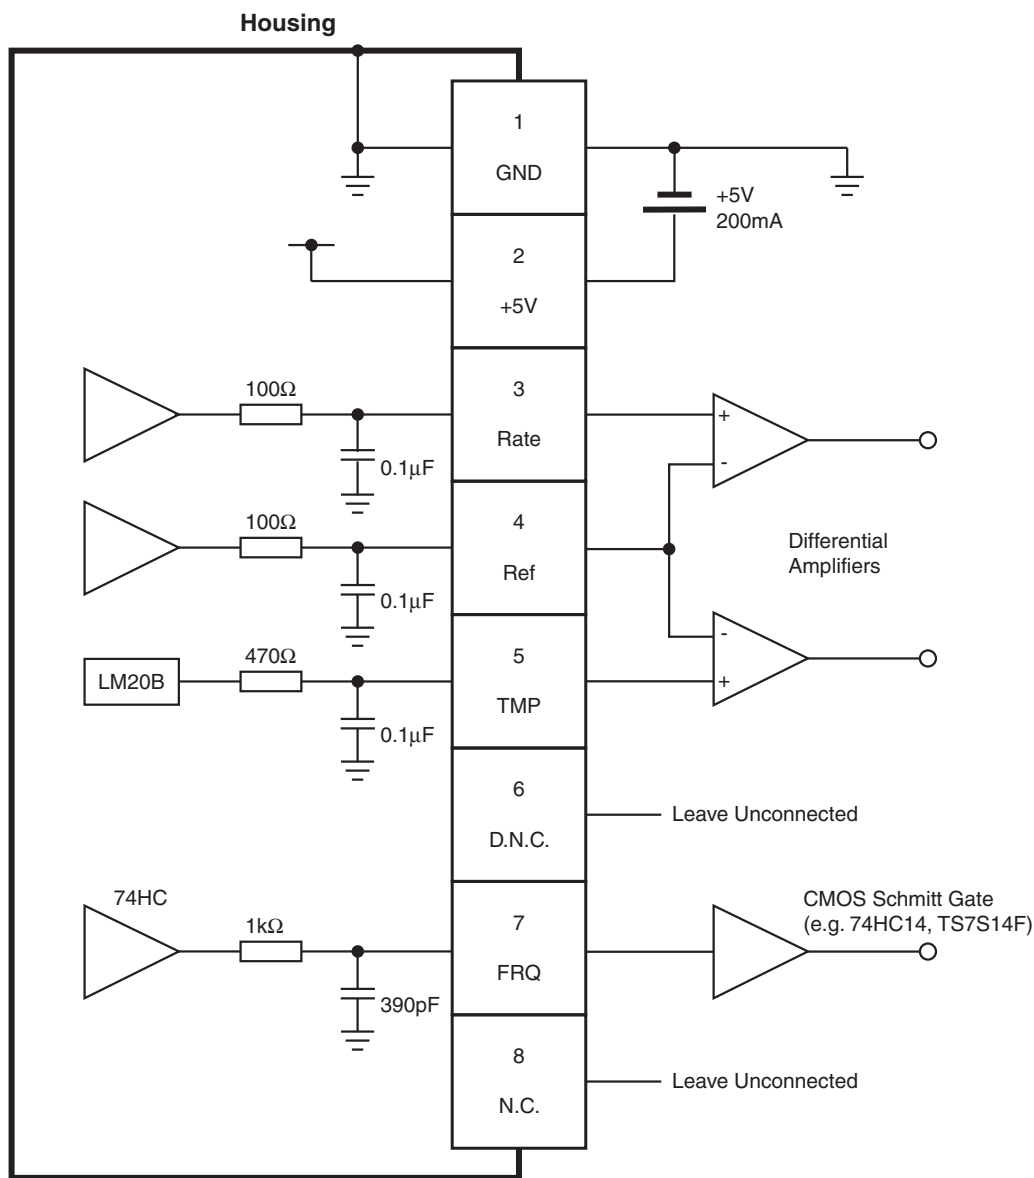 Housing
1
GND
+5V
200mA
2
+5V
100Ω
0.1μF
3
Rate
+
-
100Ω
0.1μF
4
Ref
Differential
Amplifiers
LM20B
470Ω
0.1μF
5
TMP
-
+
6
D.N.C.
Leave Unconnected
74HC
1kΩ
390pF
7
FRQ
CMOS Schmitt Gate
(e.g. 74HC14, TS7S14F)
8
N.C.
Leave Unconnected